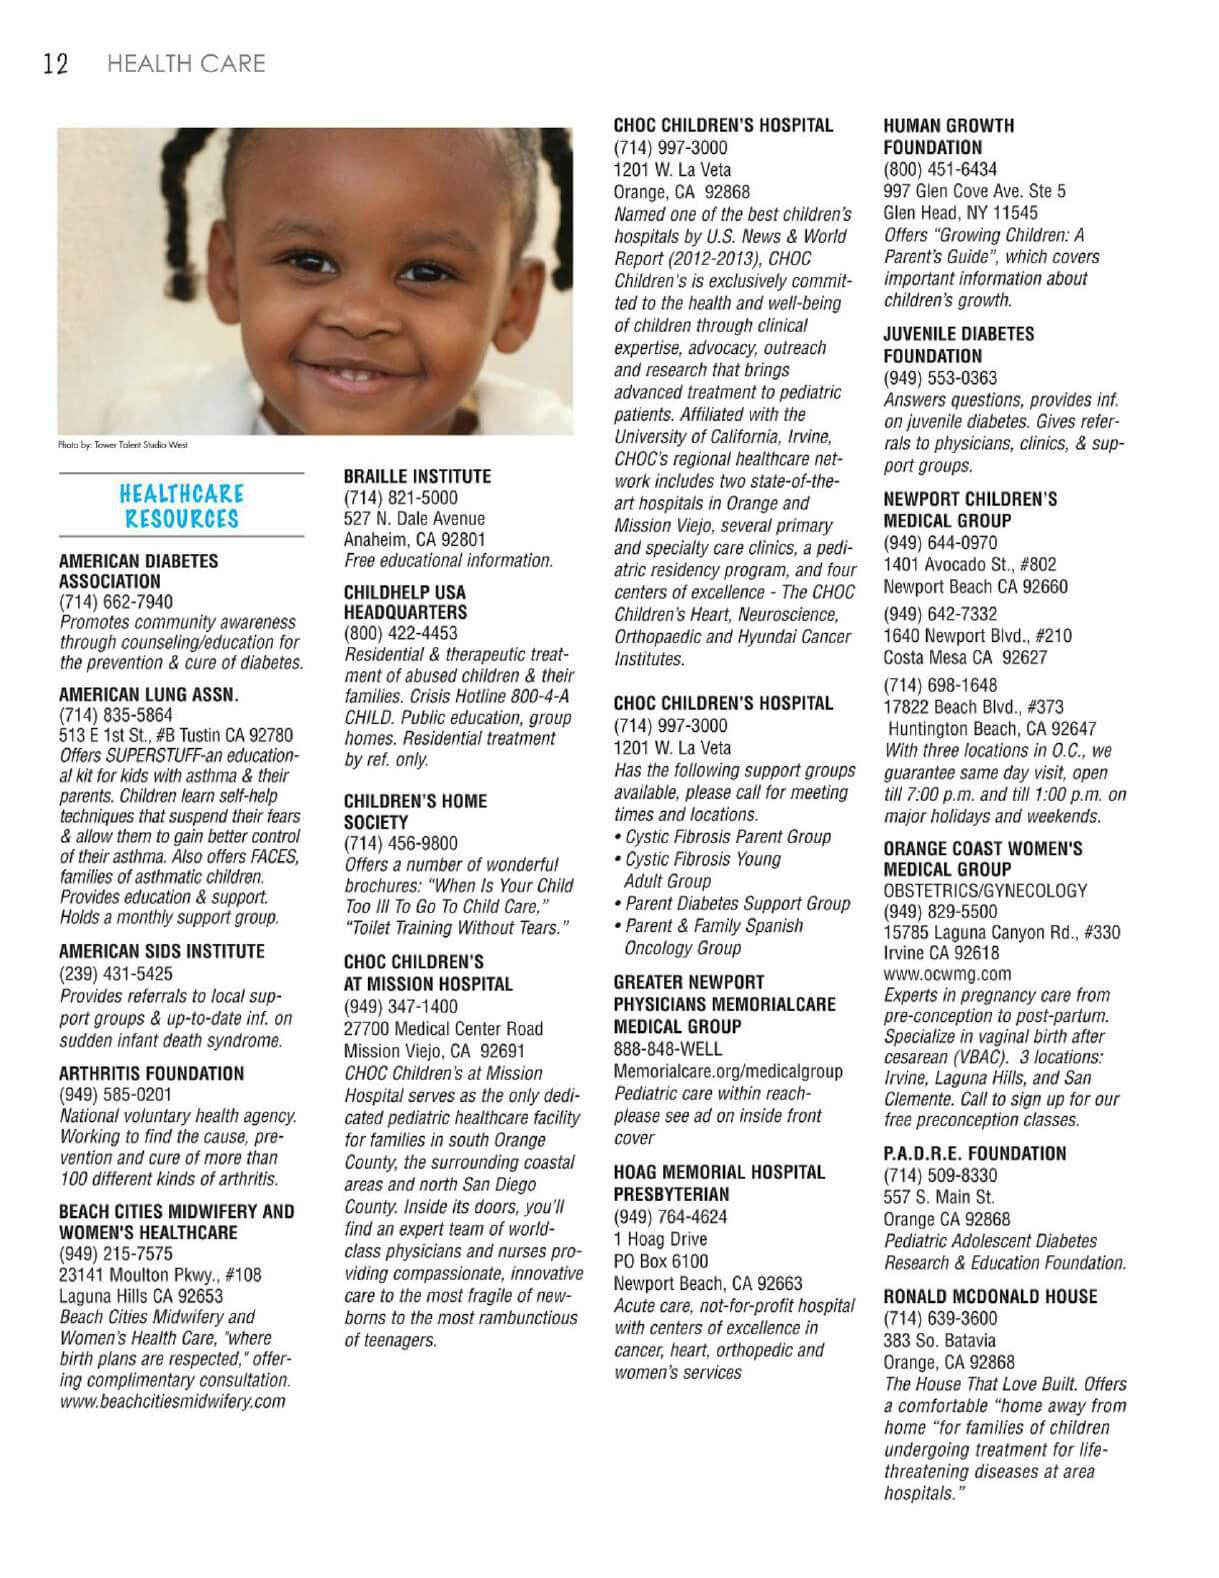 12 HEALTH CARE
Photo by: Tower Talent Studio West
HEALTHCARE
RESOURCES
AMERICAN DIABETES
ASSOCIATION
(714) 662-7940
Promotes community awareness
through counseling/education for
the prevention & cure of diabetes.
AMERICAN LUNG ASSN.
(714) 835-5864
513 E 1st St., #B Tustin CA 92780
Offers SUPERSTUFF-an education-
al kit for kids with asthma & their
parents. Children learn self-help
techniques that suspend their fears
& allow them to gain better control
of their asthma. Also offers FACES,
families of asthmatic children.
Provides education & support.
Holds a monthly support group.
AMERICAN SIDS INSTITUTE
(239) 431-5425
Provides referrals to local sup-
port groups & up-to-date inf. on
sudden infant death syndrome.
ARTHRITIS FOUNDATION
(949) 585-0201
National voluntary health agency.
Working to find the cause, pre-
vention and cure of more than
100 different kinds of arthritis.
BEACH CITIES MIDWIFERY AND
WOMEN'S HEALTHCARE
(949) 215-7575
23141 Moulton Pkwy., #108
Laguna Hills CA 92653
Beach Cities Midwifery and
Women's Health Care, "where
birth plans are respected," offer-
ing complimentary consultation.
www.beachcitiesmidwifery.com
BRAILLE INSTITUTE
(714) 821-5000
527 N. Dale Avenue
Anaheim, CA 92801
Free educational information.
CHILDHELP USA
HEADQUARTERS
(800) 422-4453
Residential & therapeutic treat-
ment of abused children & their
families. Crisis Hotline 800-4-A
CHILD. Public education, group
homes. Residential treatment
by ref. only.
CHILDREN'S HOME
SOCIETY
(714) 456-9800
Offers a number of wonderful
brochures: "When Is Your Child
Too Ill To Go To Child Care,"
"Toilet Training Without Tears."
CHOC CHILDREN'S
AT MISSION HOSPITAL
(949) 347-1400
27700 Medical Center Road
Mission Viejo, CA 92691
CHOC Children's at Mission
Hospital serves as the only dedi-
cated pediatric healthcare facility
for families in south Orange
County, the surrounding coastal
areas and north San Diego
County. Inside its doors, you'll
find an expert team of world-
class physicians and nurses pro-
viding compassionate, innovative
care to the most fragile of new-
borns to the most rambunctious
of teenagers.
CHOC CHILDREN'S HOSPITAL
(714) 997-3000
1201 W. La Veta
Orange, CA 92868
Named one of the best children's
hospitals by U.S. News & World
Report (2012-2013), CHOC
Children's is exclusively commit-
ted to the health and well-being
of children through clinical
expertise, advocacy, outreach
and research that brings
advanced treatment to pediatric
patients. Affiliated with the
University of California, Irvine,
CHOC's regional healthcare net-
work includes two state-of-the-
art hospitals in Orange and
Mission Viejo, several primary
and specialty care clinics, a pedi-
atric residency program, and four
centers of excellence - The CHOC
Children's Heart, Neuroscience,
Orthopaedic and Hyundai Cancer
Institutes.
CHOC CHILDREN'S HOSPITAL
(714) 997-3000
1201 W. La Veta
Has the following support groups
available, please call for meeting
times and locations.
• Cystic Fibrosis Parent Group
• Cystic Fibrosis Young
Adult Group
• Parent Diabetes Support Group
• Parent & Family Spanish
Oncology Group
GREATER NEWPORT
PHYSICIANS MEMORIALCARE
MEDICAL GROUP
888-848-WELL
Memorialcare.org/medicalgroup
Pediatric care within reach-
please see ad on inside front
cover
HOAG MEMORIAL HOSPITAL
PRESBYTERIAN
(949) 764-4624
1 Hoag Drive
PO Box 6100
Newport Beach, CA 92663
Acute care, not-for-profit hospital
with centers of excellence in
cancer, heart, orthopedic and
women's services
HUMAN GROWTH
FOUNDATION
(800) 451-6434
997 Glen Cove Ave. Ste 5
Glen Head, NY 11545
Offers "Growing Children: A
Parent's Guide", which covers
important information about
children's growth.
JUVENILE DIABETES
FOUNDATION
(949) 553-0363
Answers questions, provides inf.
on juvenile diabetes. Gives refer-
rals to physicians, clinics, & sup-
port groups.
NEWPORT CHILDREN'S
MEDICAL GROUP
(949) 644-0970
1401 Avocado St., #802
Newport Beach CA 92660
(949) 642-7332
1640 Newport Blvd., #210
Costa Mesa CA 92627
(714) 698-1648
17822 Beach Blvd., #373
Huntington Beach, CA 92647
With three locations in O.C., we
guarantee same day visit, open
till 7:00 p.m. and till 1:00 p.m. on
major holidays and weekends.
ORANGE COAST WOMEN'S
MEDICAL GROUP
OBSTETRICS/GYNECOLOGY
(949) 829-5500
15785 Laguna Canyon Rd., #330
Irvine CA 92618
www.ocwmg.com
Experts in pregnancy care from
pre-conception to post-partum.
Specialize in vaginal birth after
cesarean (VBAC). 3 locations:
Irvine, Laguna Hills, and San
Clemente. Call to sign up for our
free preconception classes.
P.A.D.R.E. FOUNDATION
(714) 509-8330
557 S. Main St.
Orange CA 92868
Pediatric Adolescent Diabetes
Research & Education Foundation.
RONALD MCDONALD HOUSE
(714) 639-3600
383 So. Batavia
Orange, CA 92868
The House That Love Built. Offers
a comfortable "home away from
home "for families of children
undergoing treatment for life-
threatening diseases at area
hospitals."